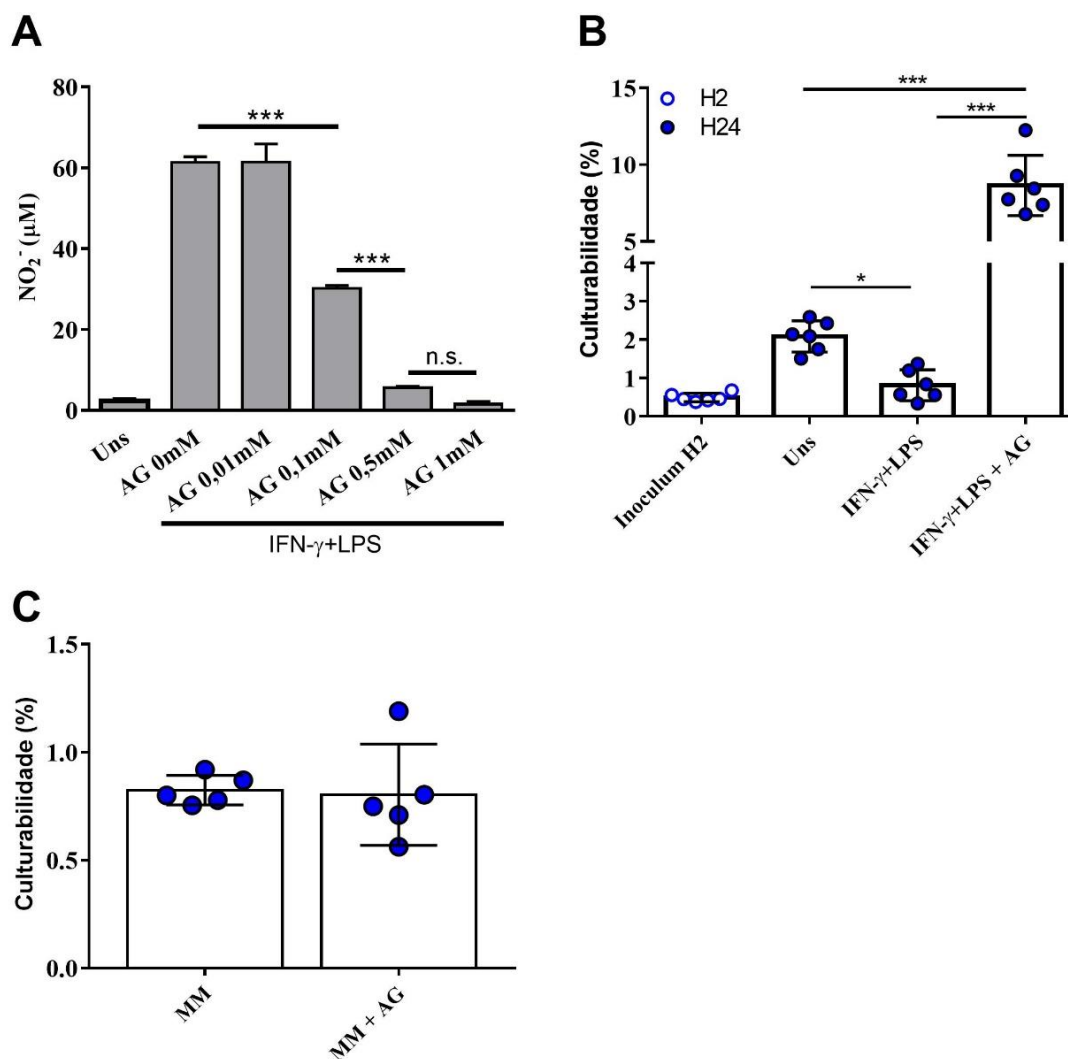 A
NO₂⁻ (µM)
80
60
40
20
0
***
***
n.s.
Uns
AG 0mM
AG 0,01mM
AG 0,1mM
AG 0,5mM
AG 1mM
IFN-γ+LPS
B
Culturabilidade (%)
15
10
5
4
3
2
1
0
H2
H24
***
***
*
Inoculum H2
Uns
IFN-γ+LPS
IFN-γ+LPS + AG
C
Culturabilidade (%)
1.5
1.0
0.5
0.0
MM
MM + AG